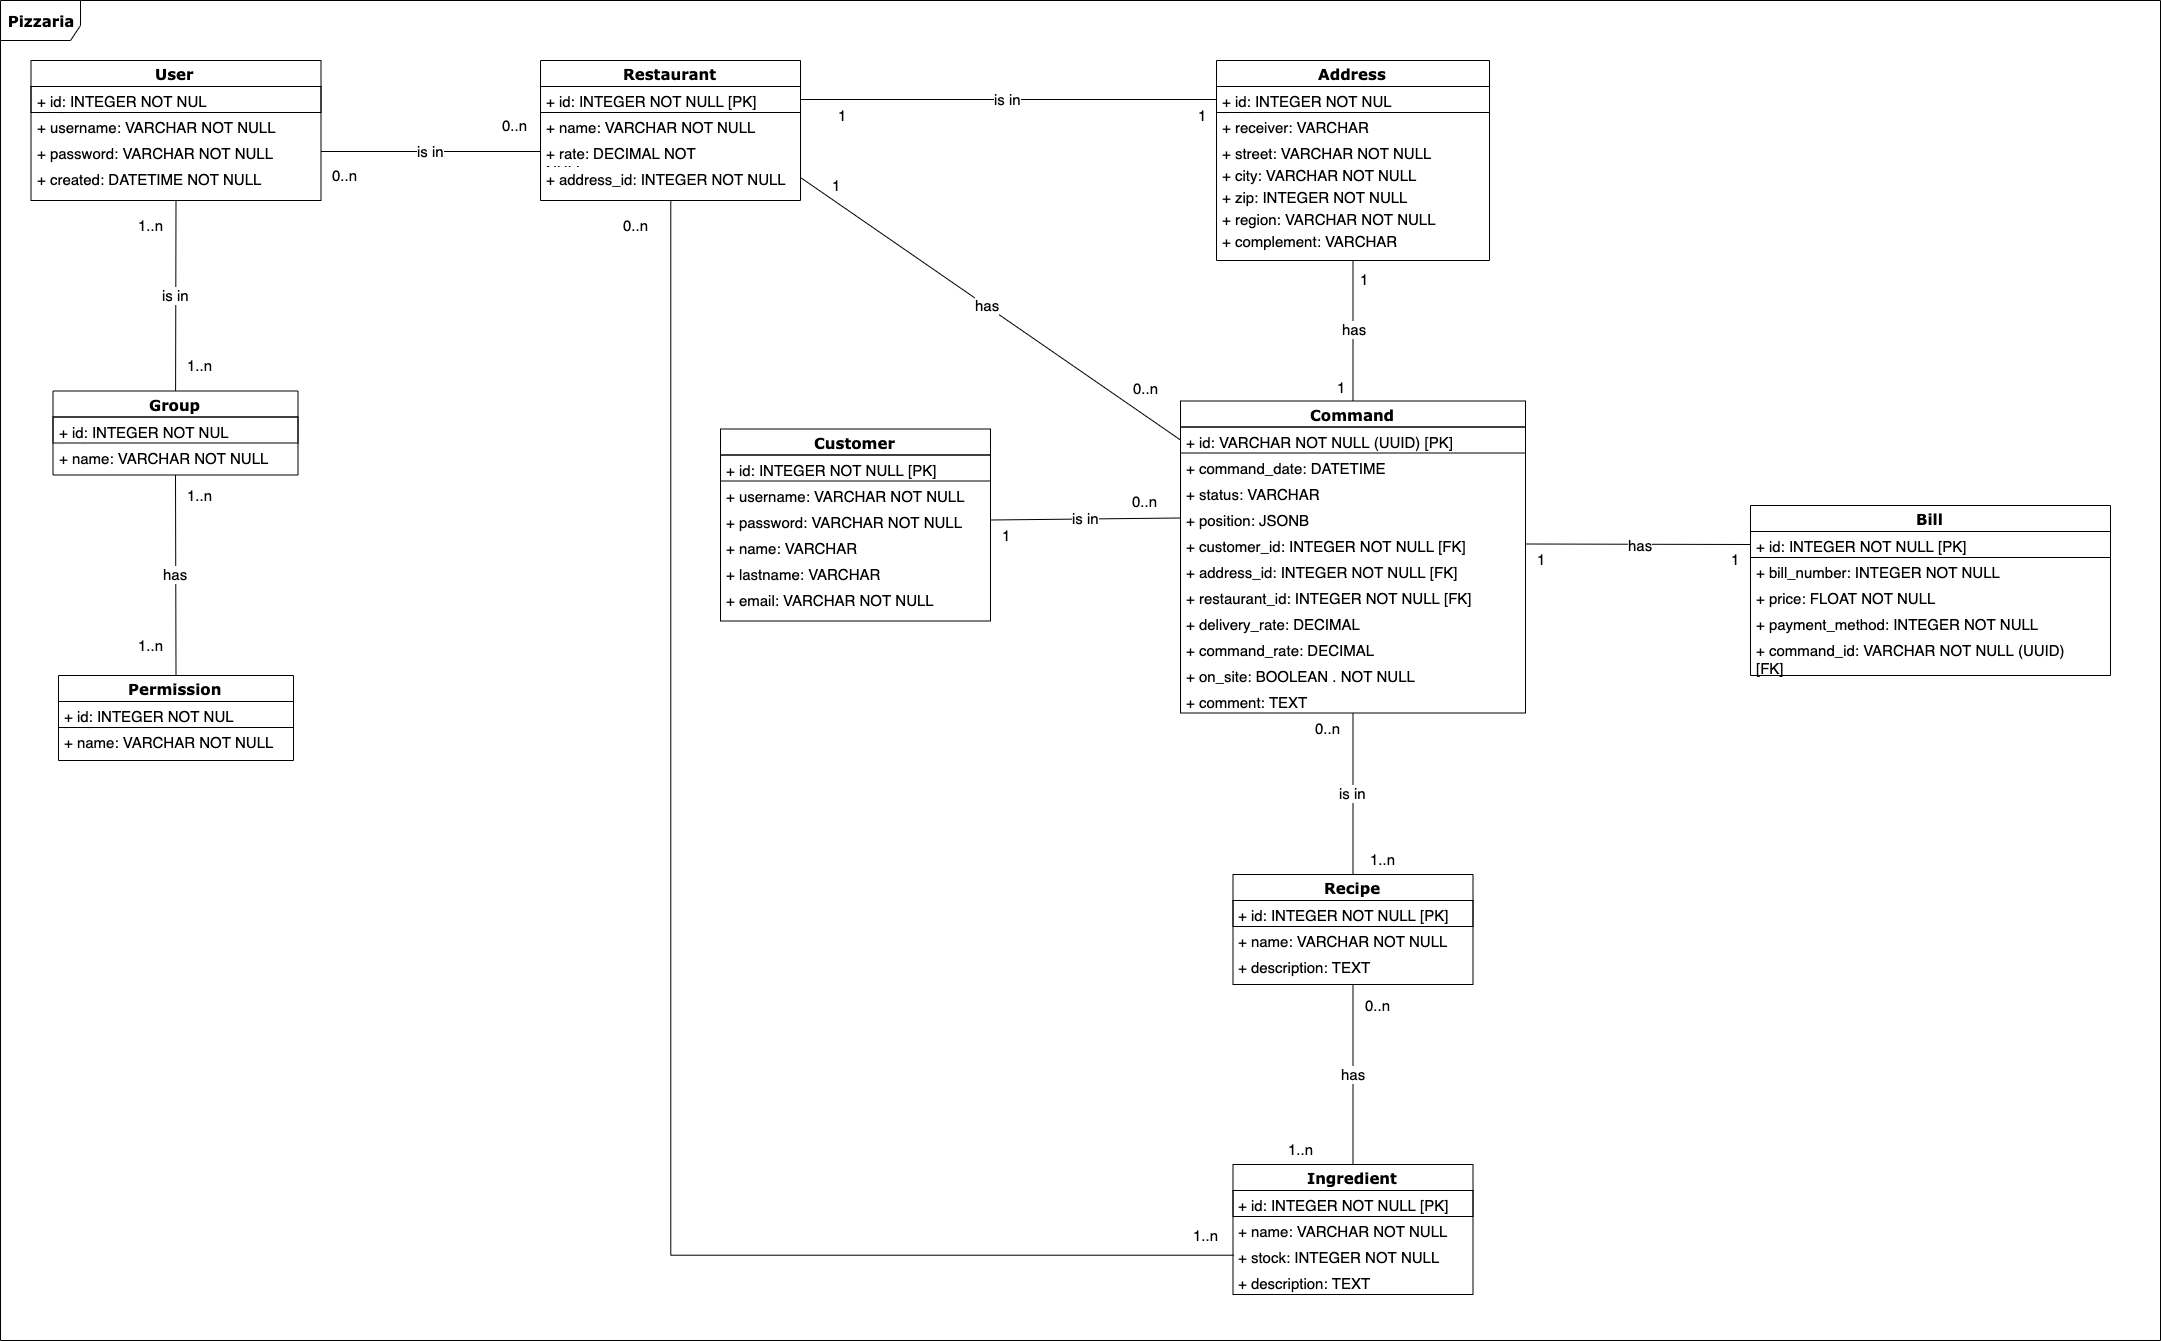 Pizzaria
User
+ id: INTEGER NOT NUL
+ username: VARCHAR NOT NULL
+ password: VARCHAR NOT NULL
+ created: DATETIME NOT NULL
0..n
is in
0..n
Restaurant
+ id: INTEGER NOT NULL [PK]
+ name: VARCHAR NOT NULL
+ rate: DECIMAL NOT
+ address_id: INTEGER NOT NULL
1
is in
1
Address
+ id: INTEGER NOT NUL
+ receiver: VARCHAR
+ street: VARCHAR NOT NULL
+ city: VARCHAR NOT NULL
+ zip: INTEGER NOT NULL
+ region: VARCHAR NOT NULL
+ complement: VARCHAR
1..n
is in
1..n
0..n
1
has
0..n
1
has
1
Group
+ id: INTEGER NOT NUL
+ name: VARCHAR NOT NULL
1..n
has
1..n
Permission
+ id: INTEGER NOT NUL
+ name: VARCHAR NOT NULL
Customer
+ id: INTEGER NOT NULL [PK]
+ username: VARCHAR NOT NULL
+ password: VARCHAR NOT NULL
+ name: VARCHAR
+ lastname: VARCHAR
+ email: VARCHAR NOT NULL
1
is in
0..n
Command
+ id: VARCHAR NOT NULL (UUID) [PK]
+ command_date: DATETIME
+ status: VARCHAR
+ position: JSONB
+ customer_id: INTEGER NOT NULL [FK]
+ address_id: INTEGER NOT NULL [FK]
+ restaurant_id: INTEGER NOT NULL [FK]
+ delivery_rate: DECIMAL
+ command_rate: DECIMAL
+ on_site: BOOLEAN . NOT NULL
+ comment: TEXT
1
has
1
Bill
+ id: INTEGER NOT NULL [PK]
+ bill_number: INTEGER NOT NULL
+ price: FLOAT NOT NULL
+ payment_method: INTEGER NOT NULL
+ command_id: VARCHAR NOT NULL (UUID)
[FK]
0..n
is in
1..n
Recipe
+ id: INTEGER NOT NULL [PK]
+ name: VARCHAR NOT NULL
+ description: TEXT
0..n
has
1..n
1..n
Ingredient
+ id: INTEGER NOT NULL [PK]
+ name: VARCHAR NOT NULL
+ stock: INTEGER NOT NULL
+ description: TEXT